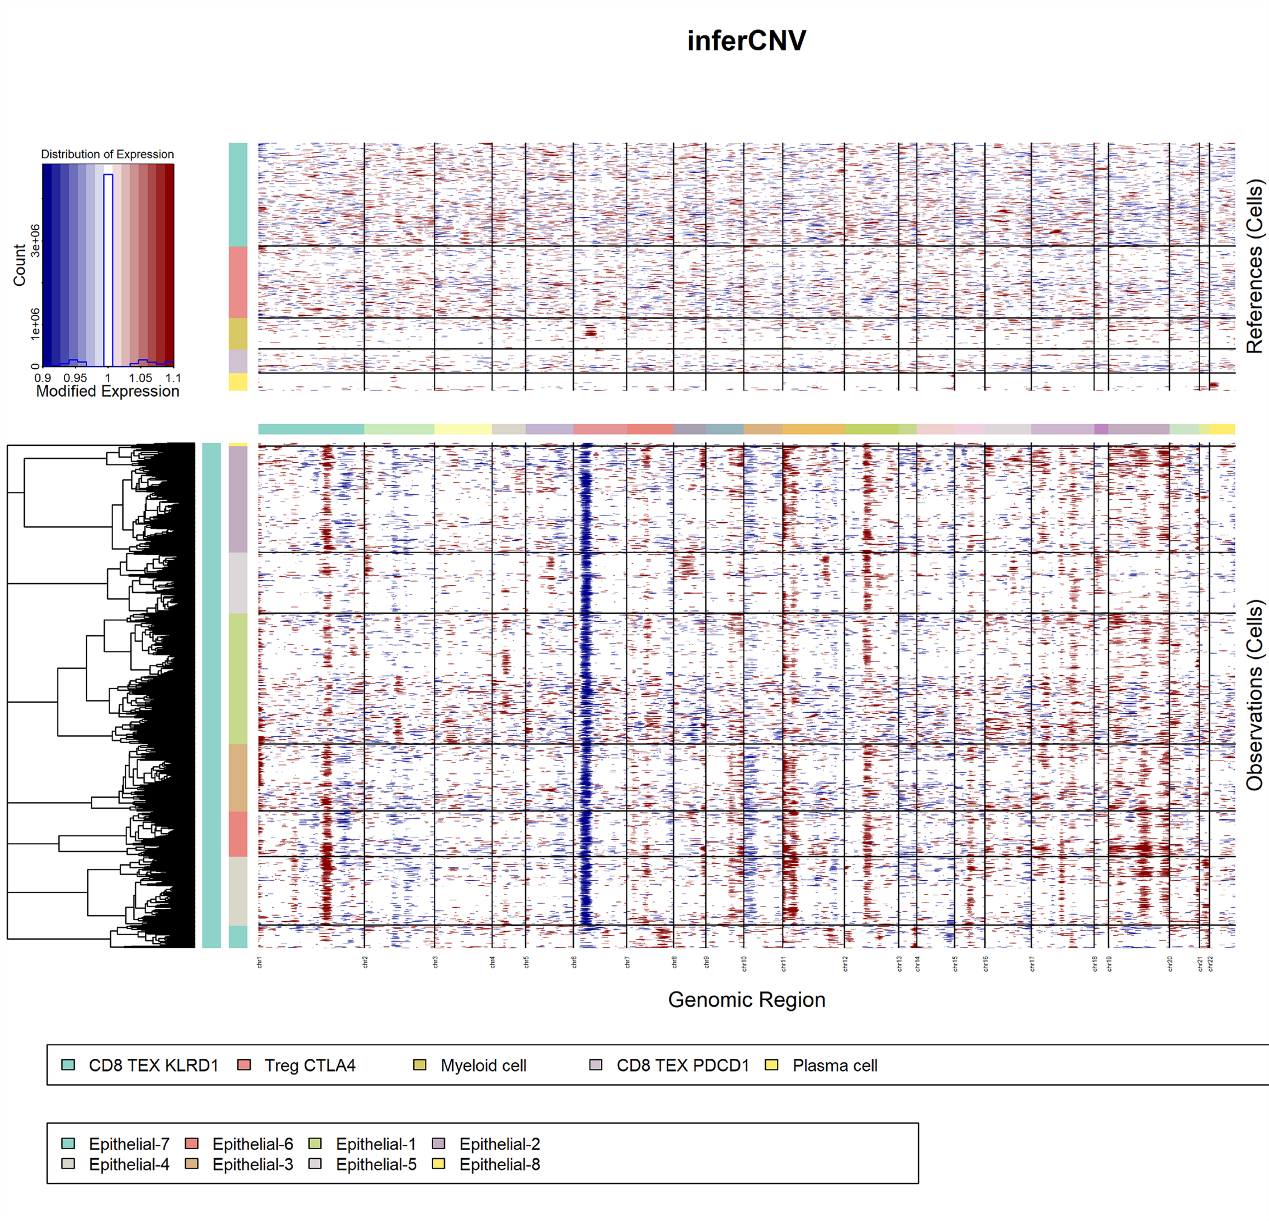 inferCNV
Distribution of Expression
Count
0 1e+06 3e+06
0.9 0.95 1 1.05 1.1
Modified Expression
References (Cells)
Observations (Cells)
chr1 chr2 chr3 chr4 chr5 chr6 chr7 chr8 chr9 chr10 chr11 chr12 chr13 chr14 chr15 chr16 chr17 chr18 chr19 chr20 chr21 chr22
Genomic Region
CD8 TEX KLRD1 Treg CTLA4 Myeloid cell CD8 TEX PDCD1 Plasma cell
Epithelial-7 Epithelial-6 Epithelial-1 Epithelial-2
Epithelial-4 Epithelial-3 Epithelial-5 Epithelial-8